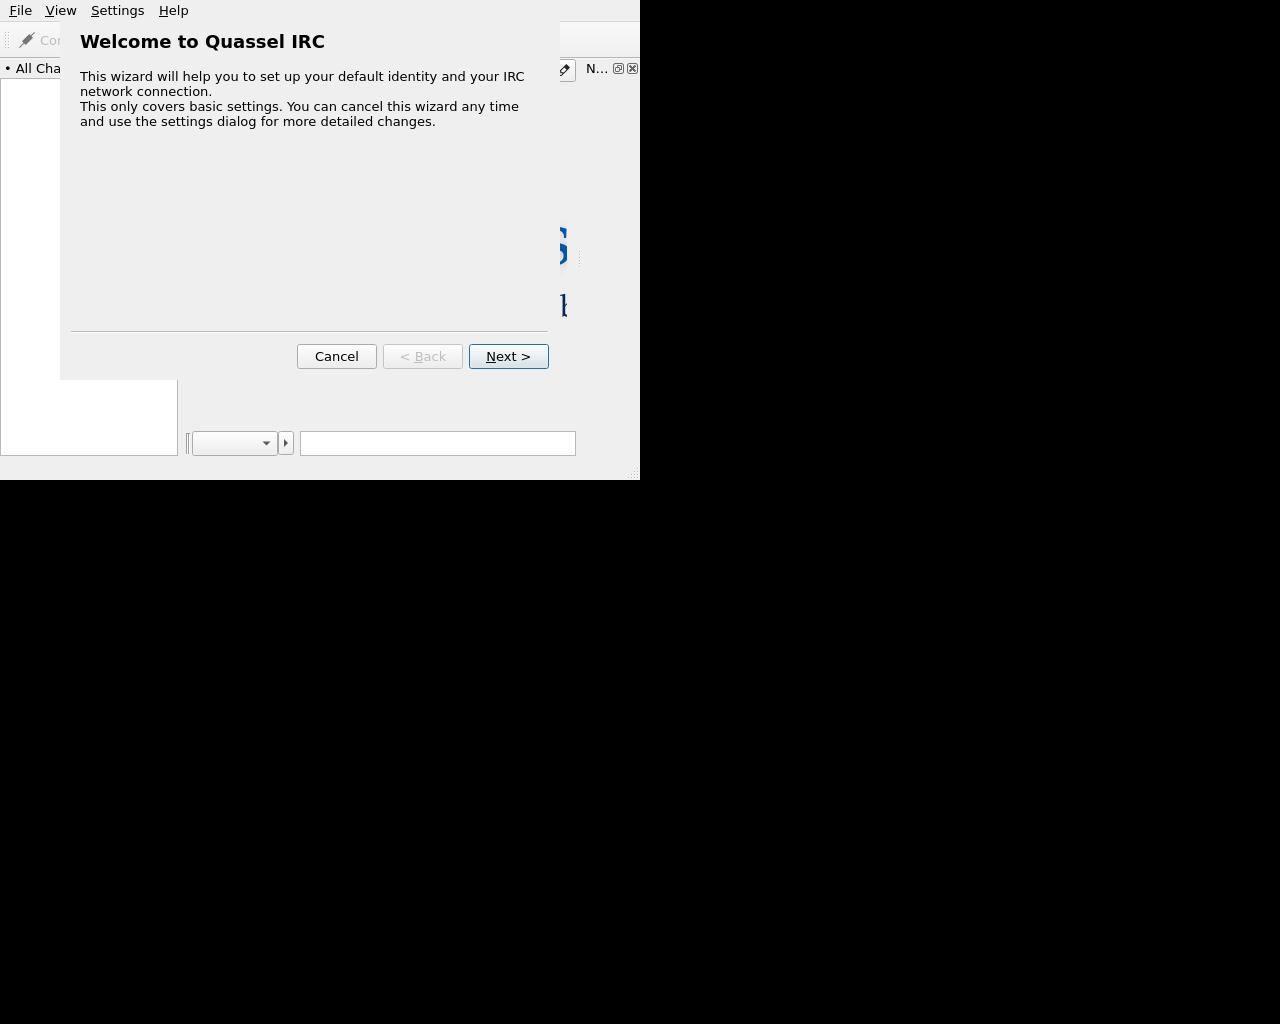 File View Settings Help
Welcome to Quassel IRC
• All Cha
N...
This wizard will help you to set up your default identity and your IRC
network connection.
This only covers basic settings. You can cancel this wizard any time
and use the settings dialog for more detailed changes.
Cancel
< Back
Next >